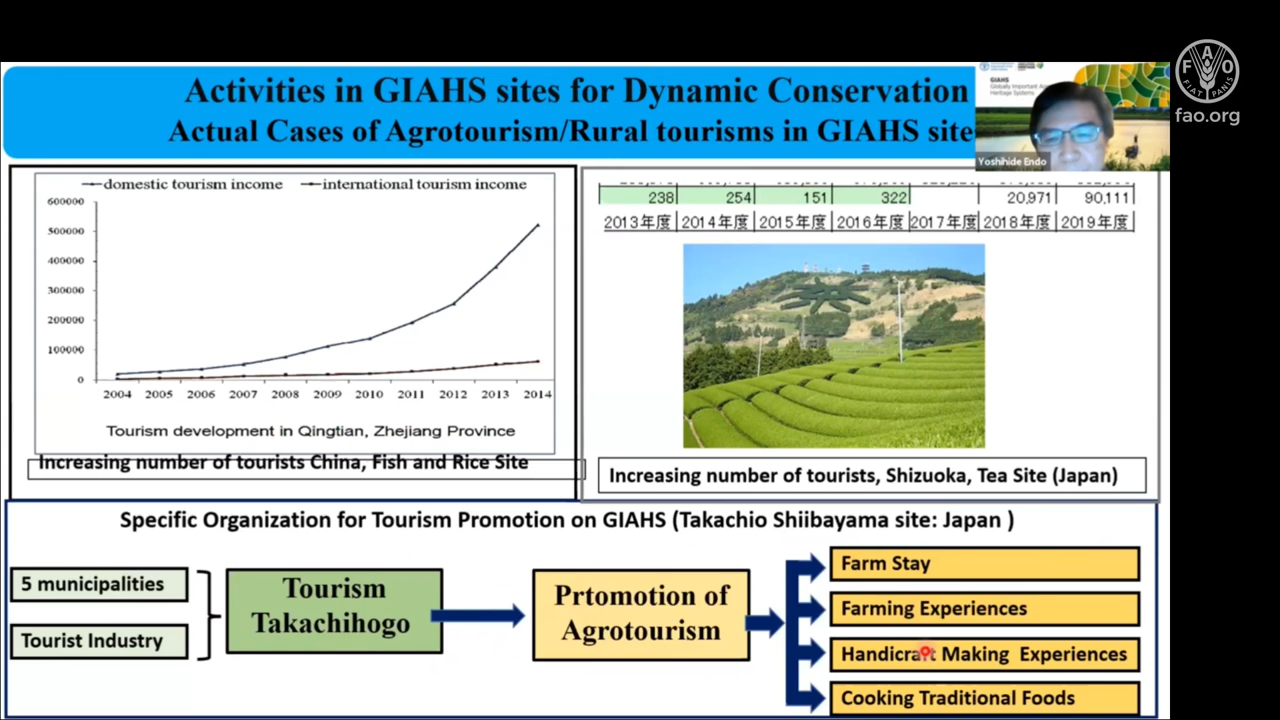 Activities in GIAHS sites for Dynamic Conservation
Actual Cases of Agrotourism/Rural tourisms in GIAHS site
GIAHS
Globally Important
Heritage Systems
Yoshihide Endo
FAO
FIAT PANIS
fao.org
domestic tourism income
international tourism income
600000
500000
400000
300000
200000
100000
0
2004 2005 2006 2007 2008 2009 2010 2011 2012 2013 2014
Tourism development in Qingtian, Zhejiang Province
Increasing number of tourists China, Fish and Rice Site
238 254 151 322 20,971 90,111
2013年度 2014年度 2015年度 2016年度 2017年度 2018年度 2019年度
茶
Increasing number of tourists, Shizuoka, Tea Site (Japan)
Specific Organization for Tourism Promotion on GIAHS (Takachio Shiibayama site: Japan )
5 municipalities
Tourist Industry
Tourism
Takachihogo
Prtomotion of
Agrotourism
Farm Stay
Farming Experiences
Handicraft Making Experiences
Cooking Traditional Foods